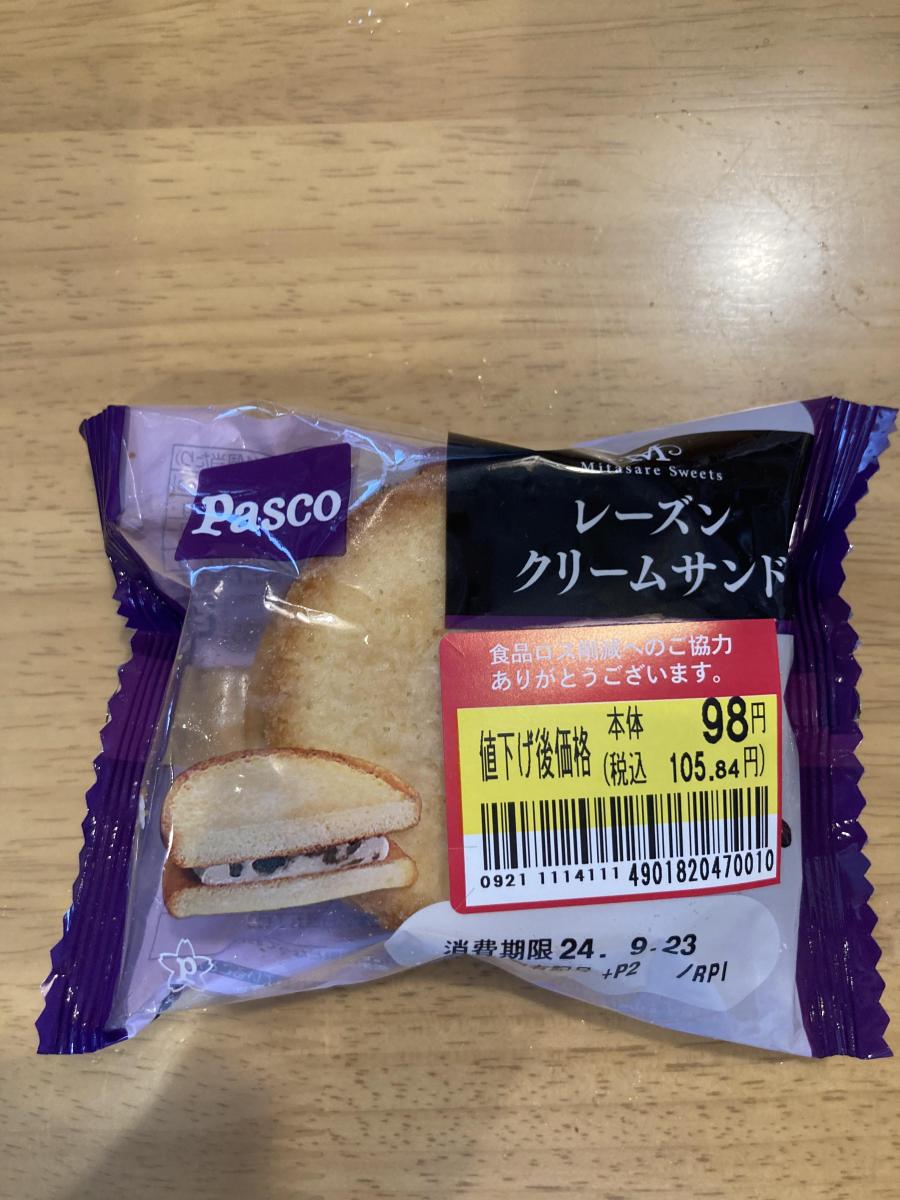 Pasco
Mitasare Sweets
レーズン
クリームサンド
食品ロス削減へのご協力
ありがとうございます。
値下げ後価格
本体 98円
(税込 105.84円)
0921 1114111 4901820470010
消費期限 24. 9-23
+P2 /RPI
P